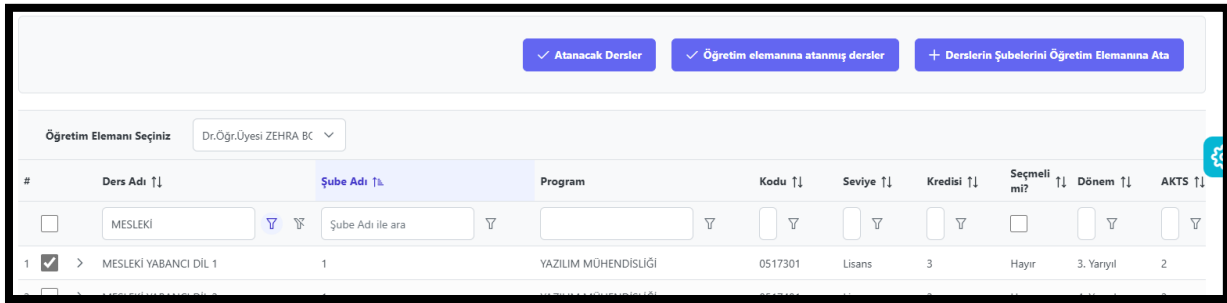 Atanacak Dersler Öğretim elemanına atanmış dersler Derslerin Şubelerini Öğretim Elemanına Ata
Öğretim Elemanı Seçiniz Dr.Öğr.Üyesi ZEHRA BO
# Ders Adı Şube Adı Program Kodu Seviye Kredisi Seçmeli mi? Dönem AKTS
MESLEKİ Şube Adı ile ara
1 MESLEKİ YABANCI DİL 1 1 YAZILIM MÜHENDİSLİĞİ 0517301 Lisans 3 Hayır 3. Yarıyıl 2